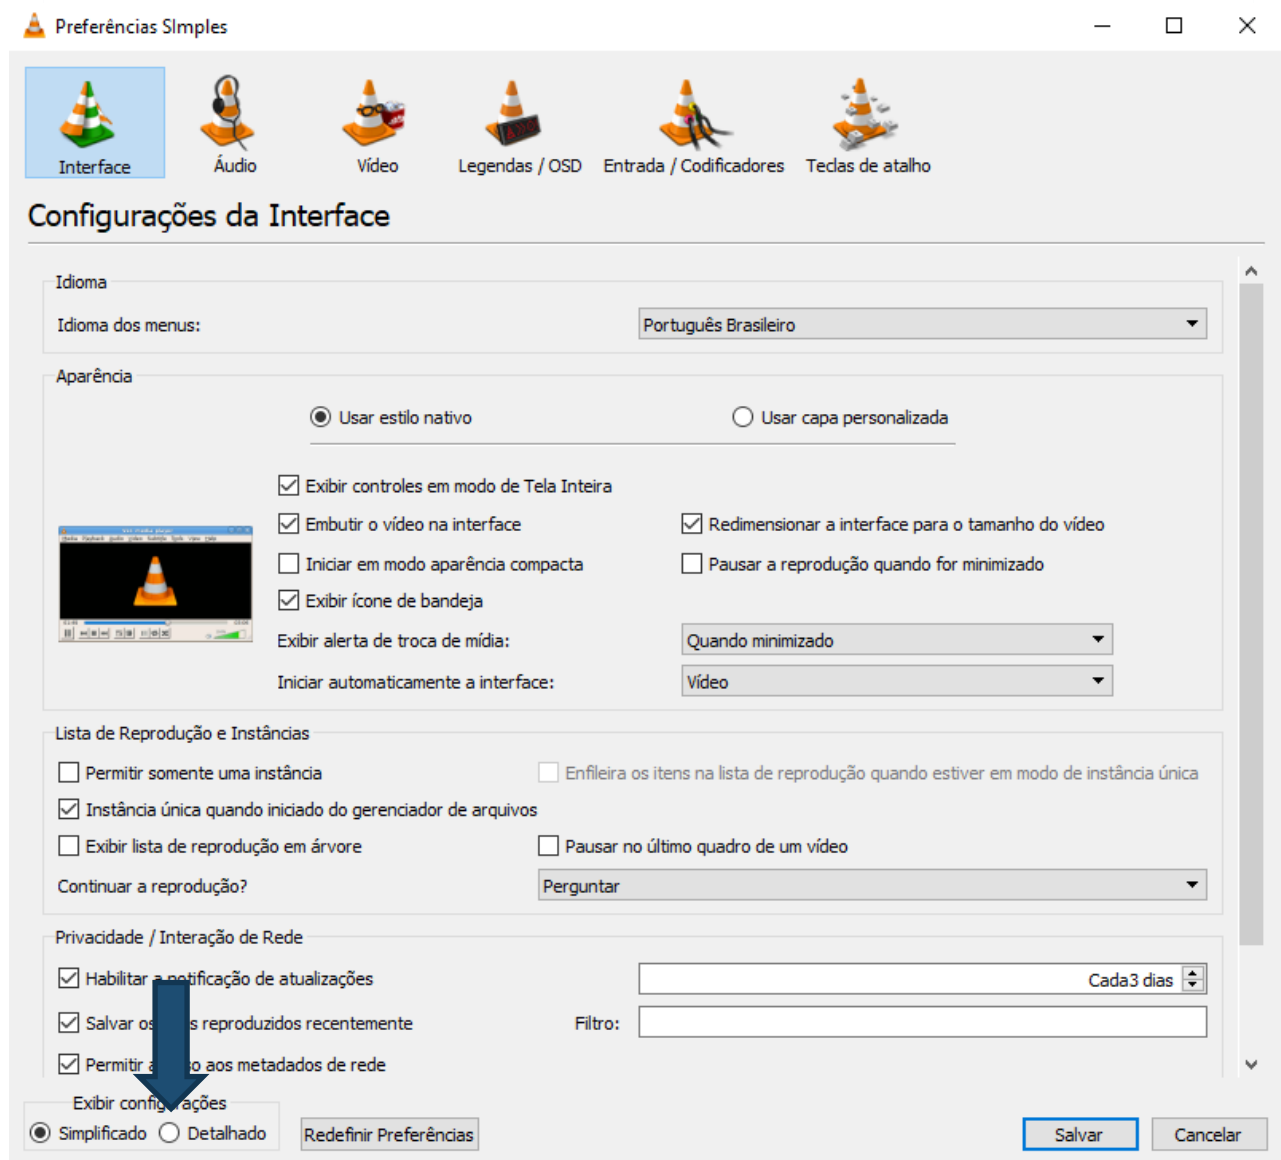 Preferências SImples
Interface
Áudio
Vídeo
Legendas / OSD
Entrada / Codificadores
Teclas de atalho
Configurações da Interface
Idioma
Idioma dos menus:
Português Brasileiro
Aparência
Usar estilo nativo
Usar capa personalizada
Exibir controles em modo de Tela Inteira
Embutir o vídeo na interface
Redimensionar a interface para o tamanho do vídeo
Iniciar em modo aparência compacta
Pausar a reprodução quando for minimizado
Exibir ícone de bandeja
Exibir alerta de troca de mídia:
Quando minimizado
Iniciar automaticamente a interface:
Vídeo
Lista de Reprodução e Instâncias
Permitir somente uma instância
Enfileira os itens na lista de reprodução quando estiver em modo de instância única
Instância única quando iniciado do gerenciador de arquivos
Exibir lista de reprodução em árvore
Pausar no último quadro de um vídeo
Continuar a reprodução?
Perguntar
Privacidade / Interação de Rede
Habilitar a notificação de atualizações
Cada3 dias
Salvar os reproduzidos recentemente
Filtro:
Permitir aos metadados de rede
Exibir configurações
Simplificado
Detalhado
Redefinir Preferências
Salvar
Cancelar